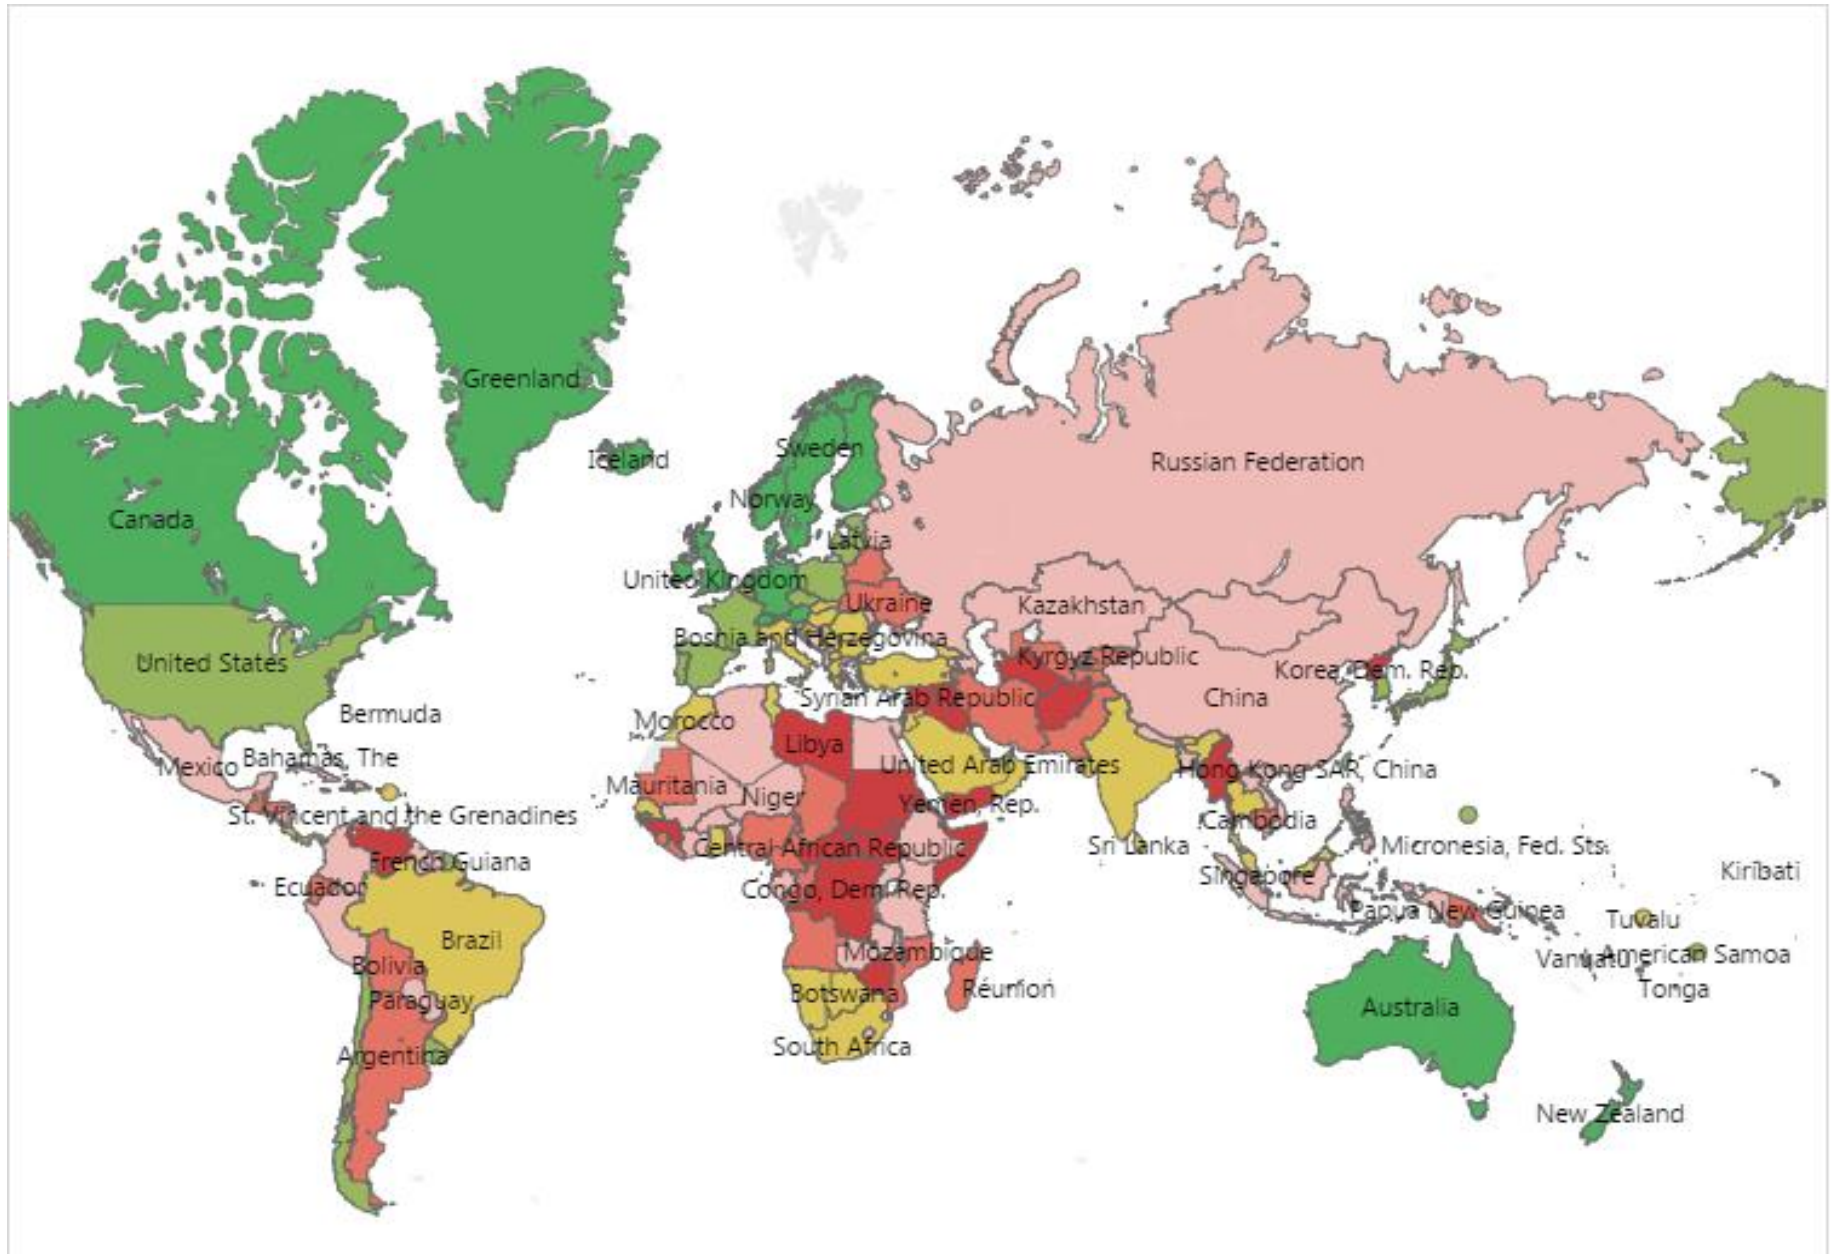 Greenland
Iceland
Sweden
Russian Federation
Norway
Canada
Latvia
United Kingdom
Ukraine
Kazakhstan
Bosnia and Herzegovina
United States
Kyrgyz Republic
Korea, Dem. Rep.
Syrian Arab Republic
China
Bermuda
Morocco
Libya
Bahamas, The
Mexico
United Arab Emirates
Hong Kong SAR, China
Mauritania
Niger
Yemen, Rep.
St. Vincent and the Grenadines
Cambodia
Central African Republic
Sri Lanka
Micronesia, Fed. Sts.
French Guiana
Singapore
Kiribati
Ecuador
Congo, Dem. Rep.
Papua New Guinea
Tuvalu
Brazil
Mozambique
Vanuatu
American Samoa
Bolivia
Botswana
Réunion
Tonga
Paraguay
Australia
South Africa
Argentina
New Zealand